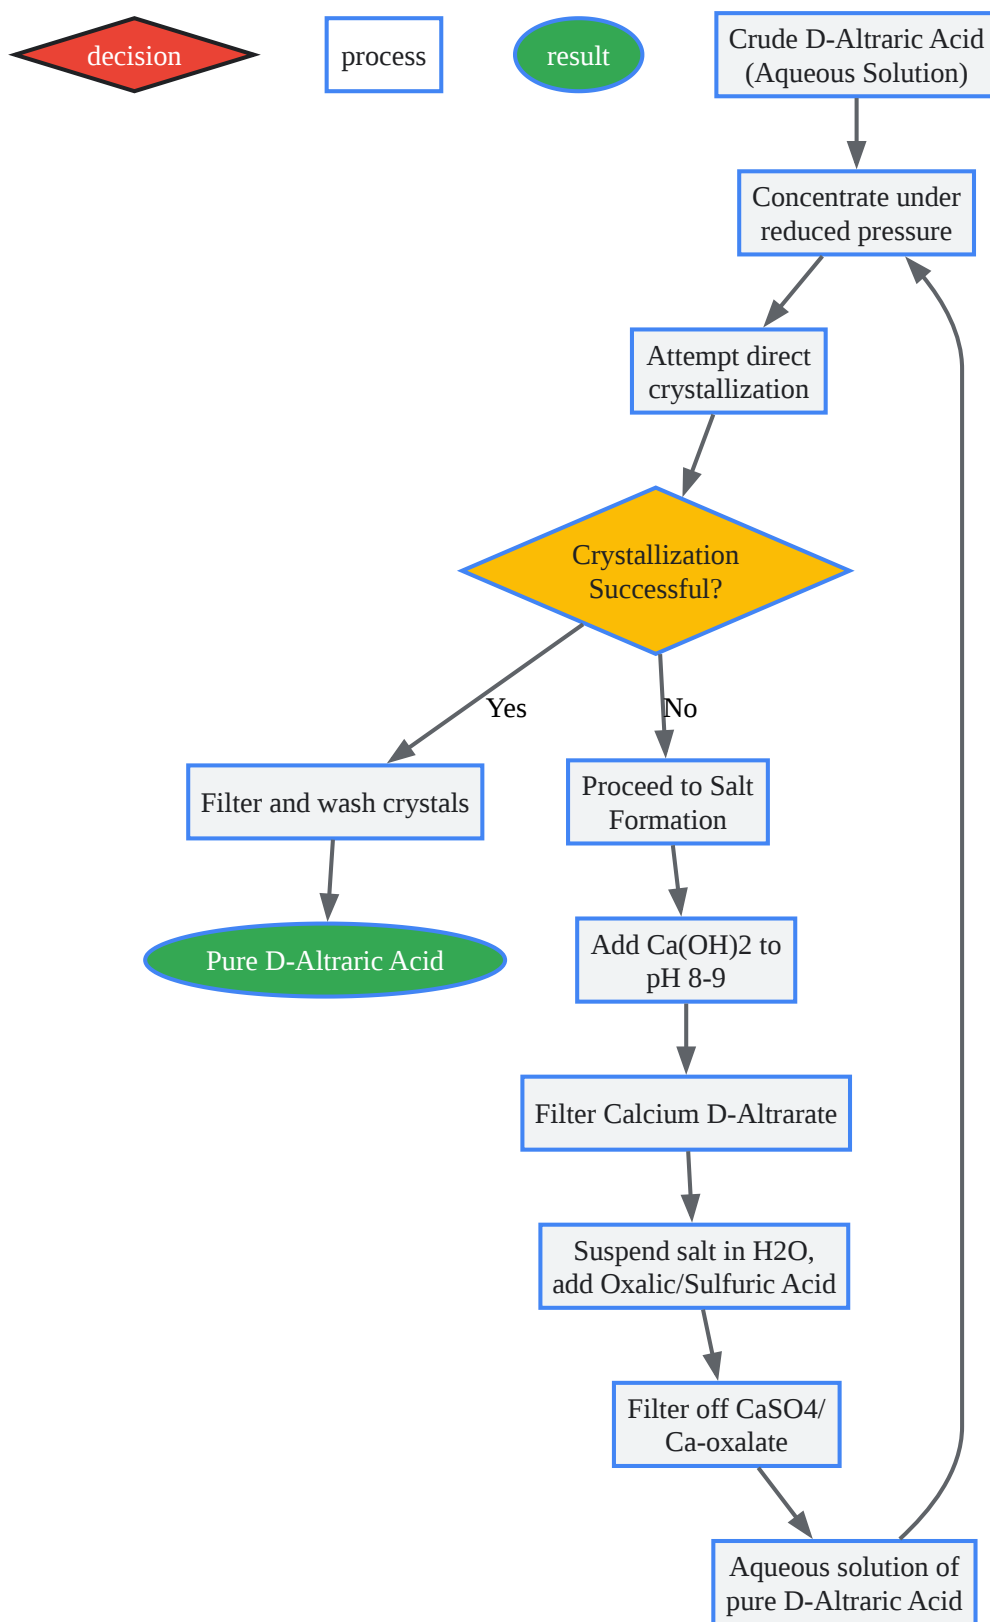 decision
process
result
Crude D-Altraric Acid
(Aqueous Solution)
Concentrate under
reduced pressure
Attempt direct
crystallization
Crystallization
Successful?
Yes
No
Filter and wash crystals
Proceed to Salt
Formation
Pure D-Altraric Acid
Add Ca(OH)2 to
pH 8-9
Filter Calcium D-Altrarate
Suspend salt in H2O,
add Oxalic/Sulfuric Acid
Filter off CaSO4/
Ca-oxalate
Aqueous solution of
pure D-Altraric Acid